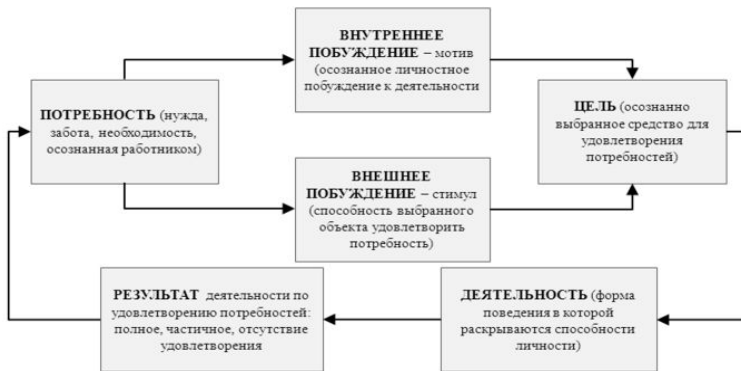 ВНУТРЕННЕЕ
ПОБУЖДЕНИЕ – мотив
(осознанное личностное
побуждение к деятельности
ПОТРЕБНОСТЬ (нужда,
забота, необходимость,
осознанная работником)
ЦЕЛЬ (осознанно
выбранное средство для
удовлетворения
потребностей)
ВНЕШНЕЕ
ПОБУЖДЕНИЕ – стимул
(способность выбранного
объекта удовлетворить
потребность)
РЕЗУЛЬТАТ деятельности по
удовлетворению потребностей:
полное, частичное, отсутствие
удовлетворения
ДЕЯТЕЛЬНОСТЬ (форма
поведения в которой
раскрываются способности
личности)